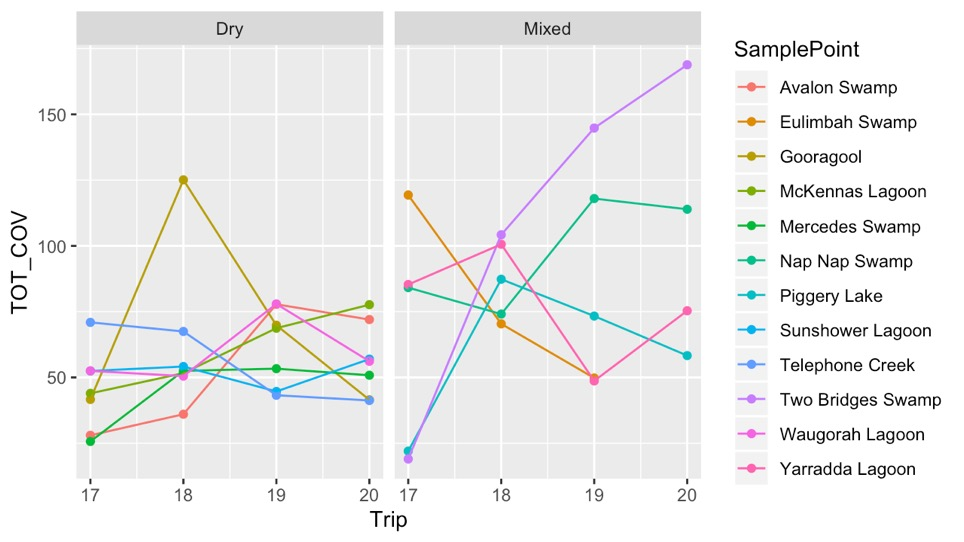 Dry
Mixed
SamplePoint
Avalon Swamp
Eulimbah Swamp
Gooragool
McKennas Lagoon
Mercedes Swamp
Nap Nap Swamp
Piggery Lake
Sunshower Lagoon
Telephone Creek
Two Bridges Swamp
Waugorah Lagoon
Yarradda Lagoon
TOT_COV
150
100
50
17 18 19 20 17 18 19 20
Trip